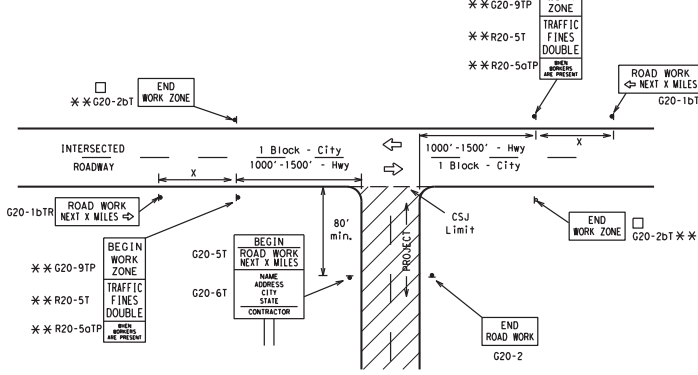 ✳✳G20-9TP
ZONE
✳✳R20-5T
TRAFFIC
FINES
DOUBLE
✳✳R20-5aTP
WHEN
WORKERS
ARE PRESENT
ROAD WORK
⇦ NEXT X MILES
G20-1bT
□
✳✳G20-2bT
END
WORK ZONE
INTERSECTED
ROADWAY
1 Block - City
1000'-1500' - Hwy
1000'-1500' - Hwy
1 Block - City
X
X
G20-1bTR
ROAD WORK
NEXT X MILES ⇨
80'
min.
CSJ
Limit
PROJECT
END
WORK ZONE
□
G20-2bT ✳✳
✳✳G20-9TP
BEGIN
WORK
ZONE
✳✳R20-5T
TRAFFIC
FINES
DOUBLE
✳✳R20-5aTP
WHEN
WORKERS
ARE PRESENT
G20-5T
BEGIN
ROAD WORK
NEXT X MILES
G20-6T
NAME
ADDRESS
CITY
STATE
CONTRACTOR
END
ROAD WORK
G20-2